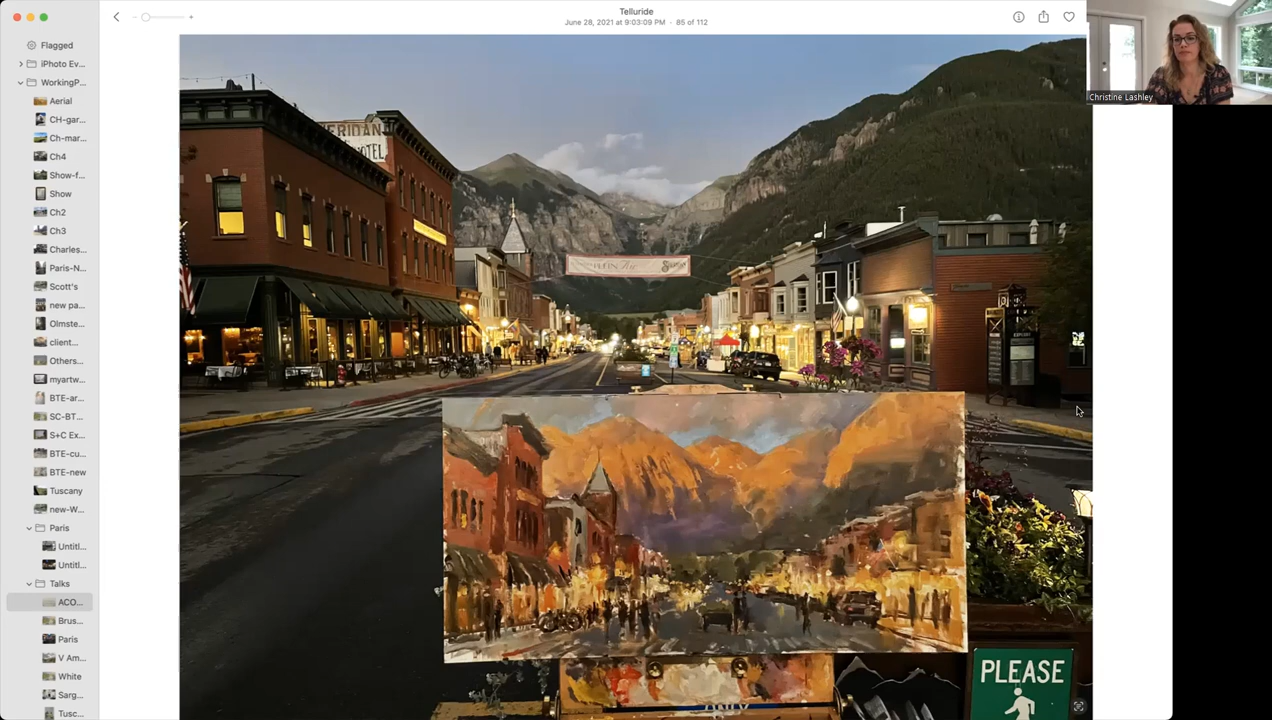 Telluride
June 28, 2021 at 9:03:09 PM · 85 of 112
Flagged
iPhoto Ev...
WorkingP...
Aerial
CH-gar...
Ch-mar...
Ch4
Show-f...
Show
Ch2
Ch3
Charles...
Paris-N...
Scott's
new pa...
Olmste...
client...
Others...
myartw...
BTE-ar...
SC-BT...
S+C Ex...
BTE-cu...
BTE-new
Tuscany
new-W...
Paris
Untitl...
Untitl...
Talks
ACO...
Brus...
Paris
V Am...
White
Sarg...
Tusc...
Christine Lashley
HOTEL
PLEIN Air
PLEASE
ONLY